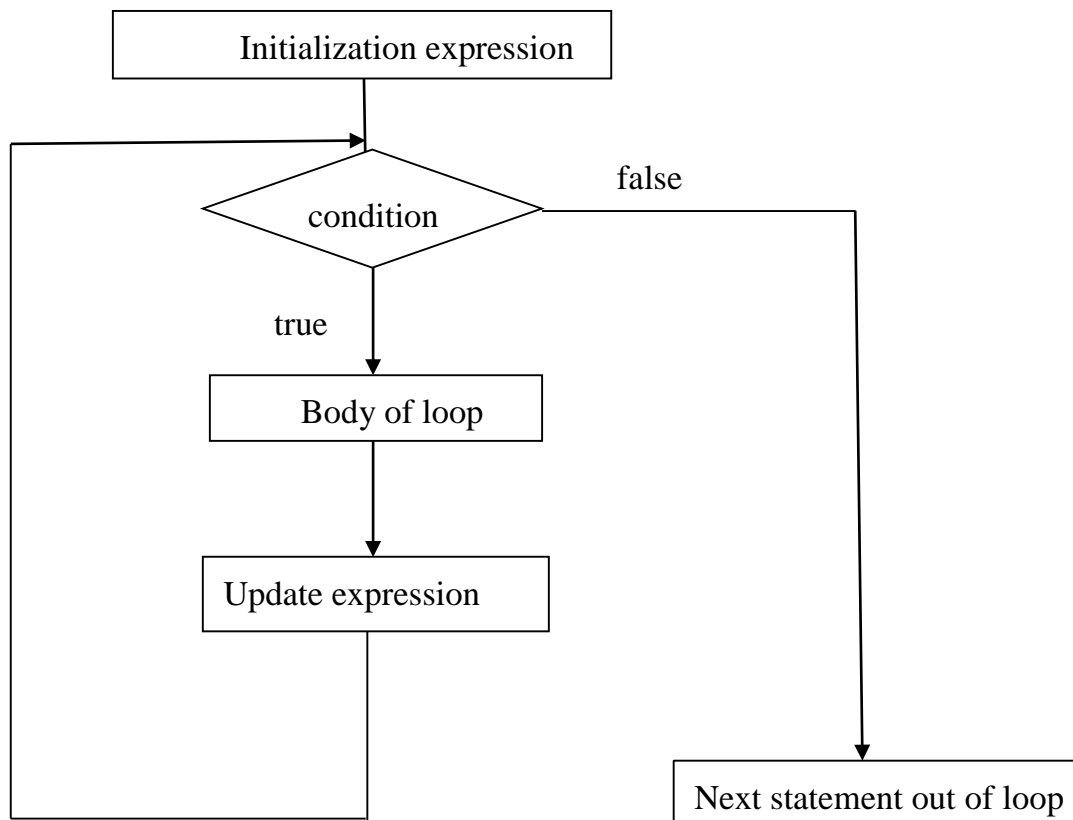 Initialization expression
false
condition
true
Body of loop
Update expression
Next statement out of loop